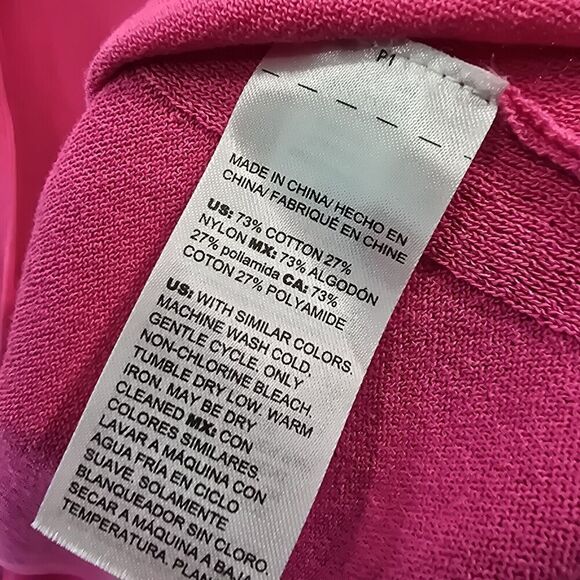 P1
MADE IN CHINA/ HECHO EN
CHINA/ FABRIQUÉ EN CHINE
US: 73% COTTON 27%
NYLON MX: 73% ALGODÓN
27% poliamida CA: 73%
COTON 27% POLYAMIDE
US: WITH SIMILAR COLORS,
MACHINE WASH COLD,
GENTLE CYCLE. ONLY
NON-CHLORINE BLEACH,
TUMBLE DRY LOW. WARM
IRON. MAY BE DRY
CLEANED MX: CON
COLORES SIMILARES,
LAVAR A MÁQUINA CON
AGUA FRÍA EN CICLO
SUAVE. SOLAMENTE
BLANQUEADOR SIN CLORO.
SECAR A MÁQUINA A BAJA
TEMPERATURA. PLAN